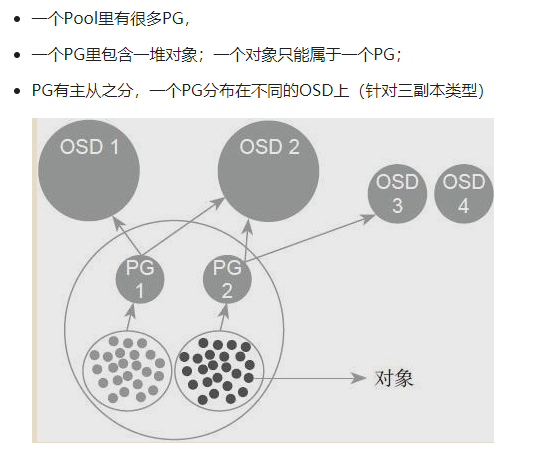 一个Pool里有很多PG，
一个PG里包含一堆对象；一个对象只能属于一个PG；
PG有主从之分，一个PG分布在不同的OSD上（针对三副本类型）
OSD 1
OSD 2
OSD
3
OSD
4
PG
1
PG
2
对象